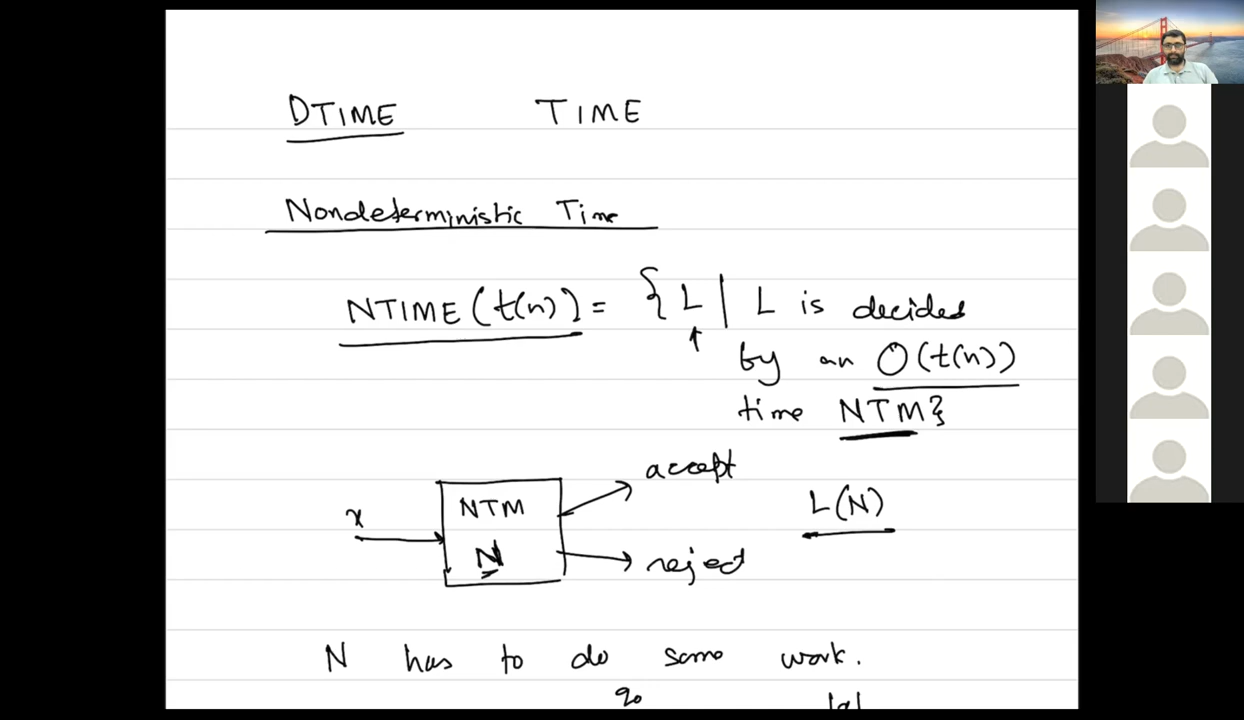 DTIME TIME
Nondeterministic Time
NTIME(t(n)) = { L | L is decided
by an O(t(n))
time NTM}
accept
NTM
L(N)
x
N
reject
N has to do some work.
q0